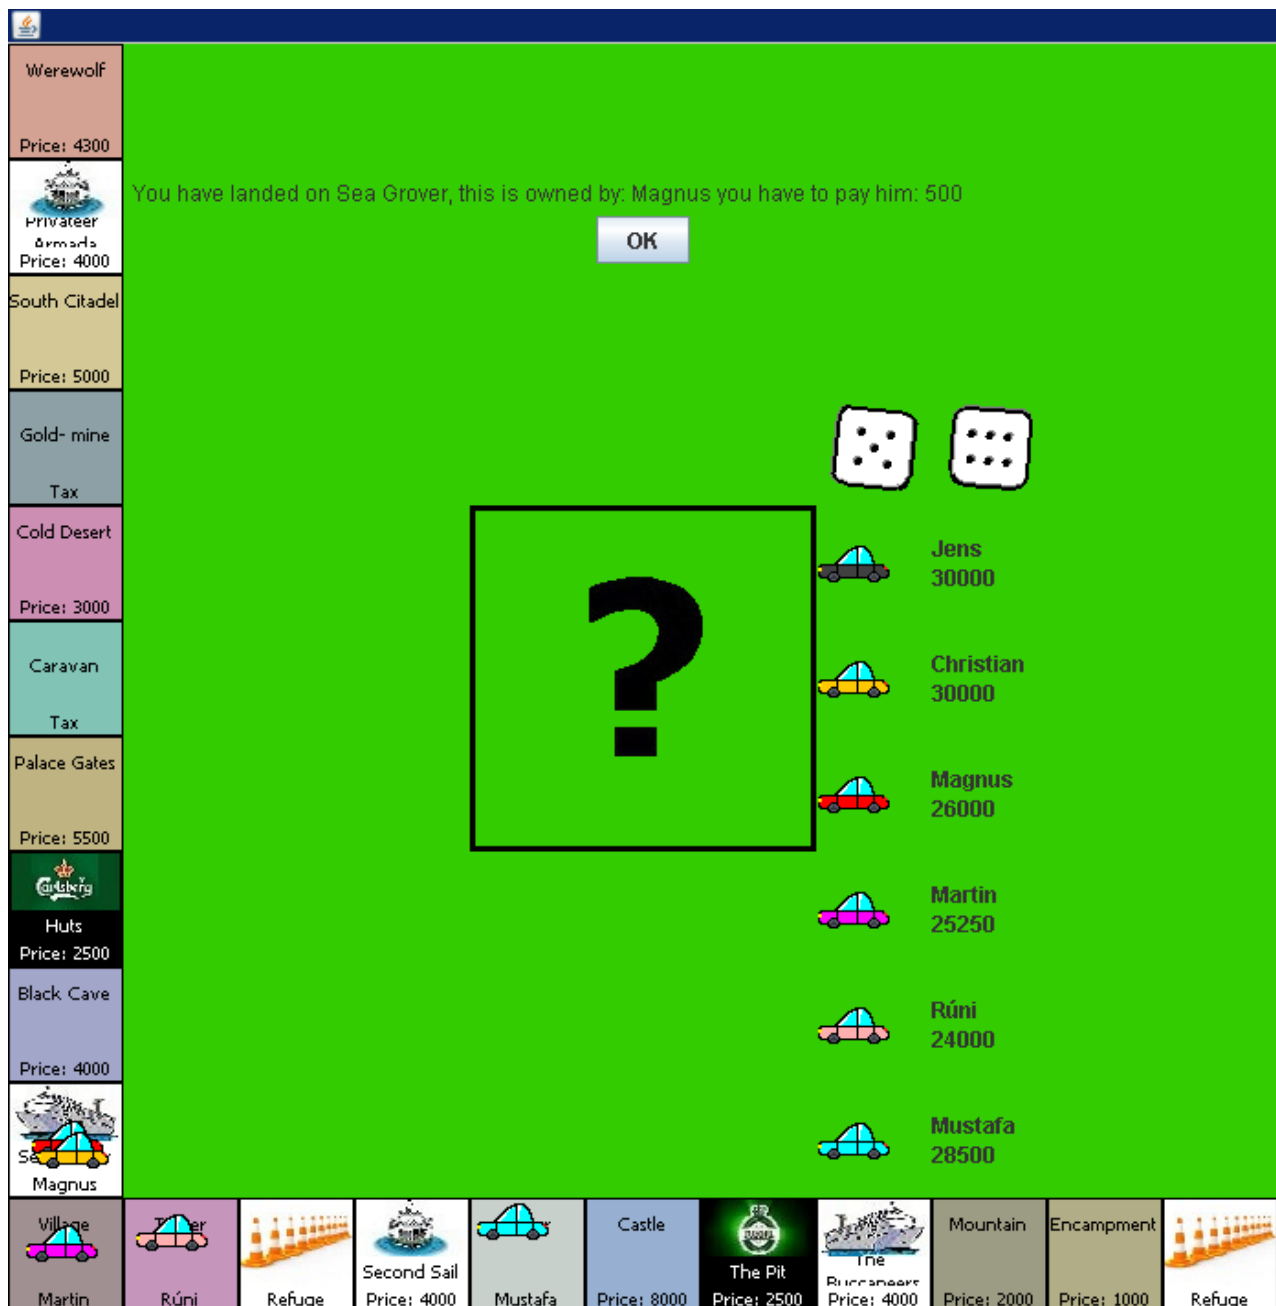 Werewolf
Price: 4300
Privateer
Armada
Price: 4000
You have landed on Sea Grover, this is owned by: Magnus you have to pay him: 500
OK
South Citadel
Price: 5000
Gold- mine
Tax
Cold Desert
Price: 3000
?
Jens
30000
Caravan
Tax
Christian
30000
Palace Gates
Price: 5500
Magnus
26000
Carlsberg
Huts
Price: 2500
Martin
25250
Black Cave
Price: 4000
Rúni
24000
Magnus
Mustafa
28500
Village
Martin
Rúni
Refuge
Second Sail
Price: 4000
Mustafa
Castle
Price: 8000
The Pit
Price: 2500
The
Buccaneers
Price: 4000
Mountain
Price: 2000
Encampment
Price: 1000
Refuge